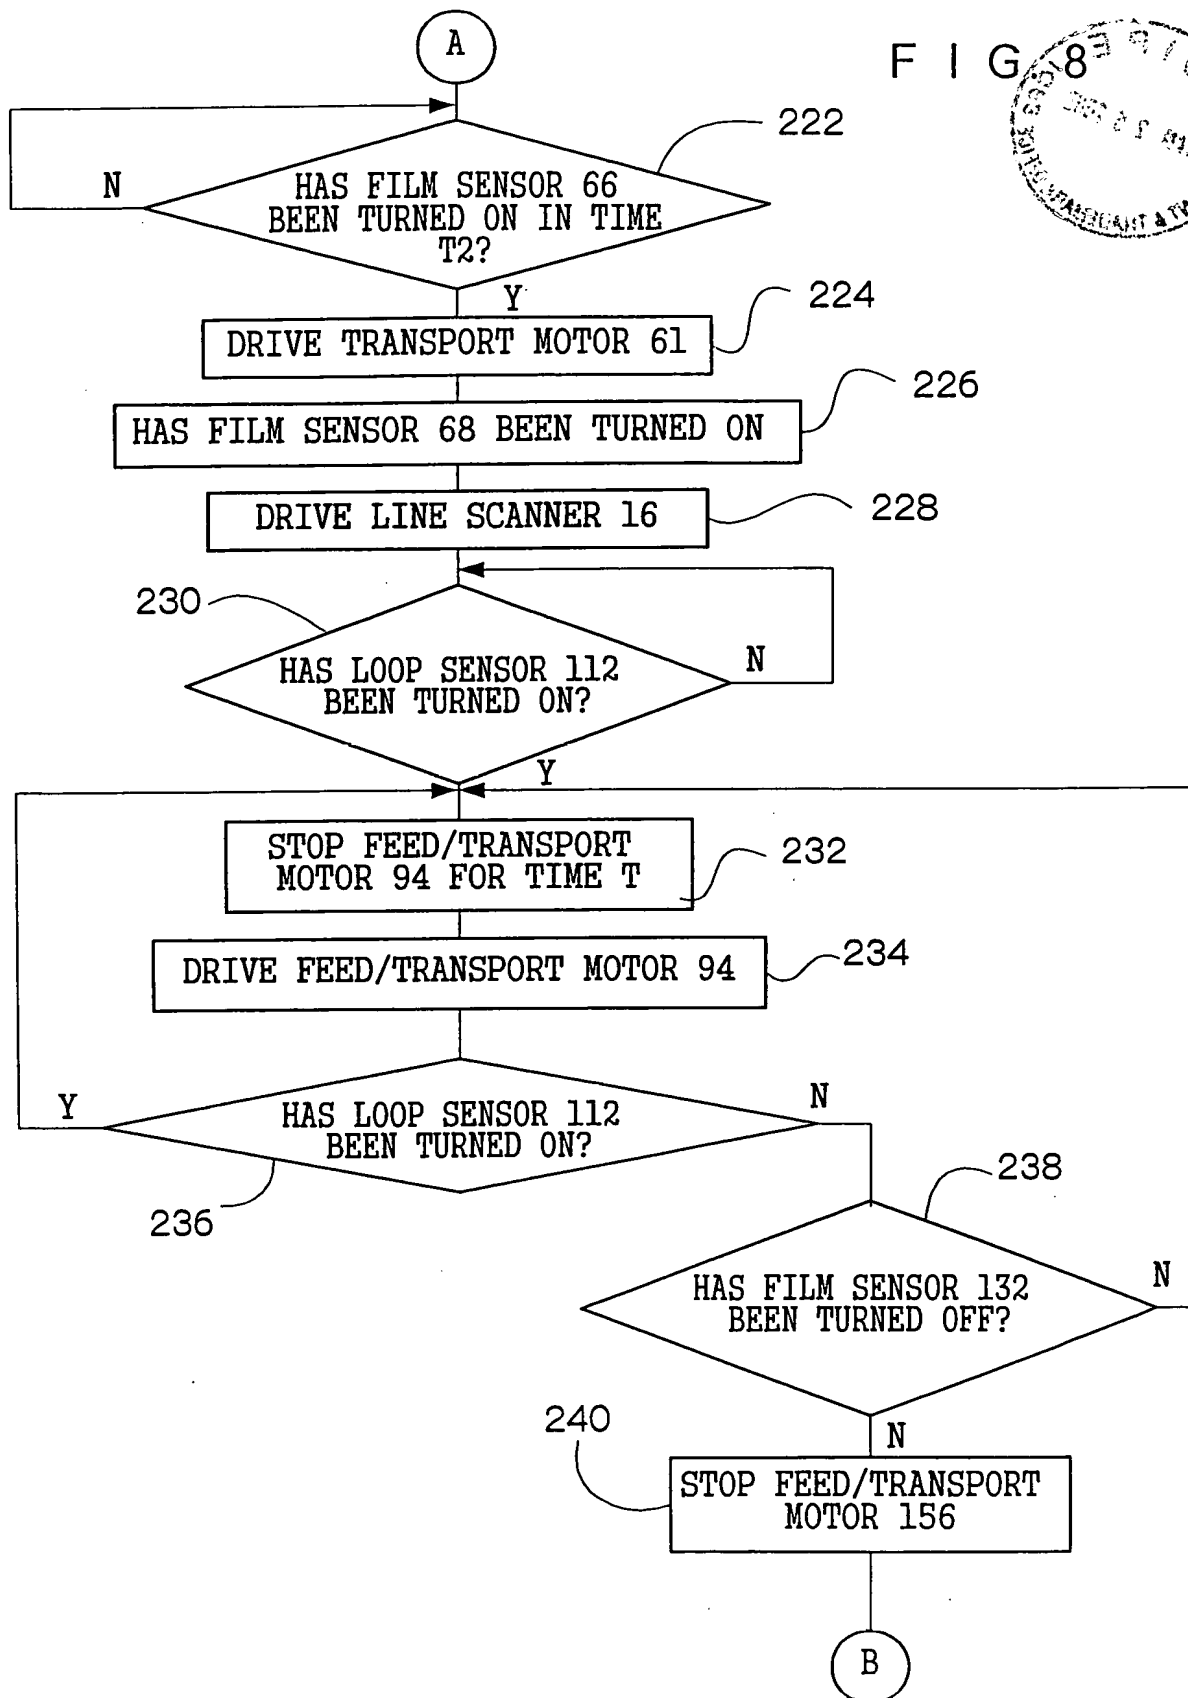 A
F I G. 8
222
N
HAS FILM SENSOR 66
BEEN TURNED ON IN TIME
T2?
Y
224
DRIVE TRANSPORT MOTOR 61
226
HAS FILM SENSOR 68 BEEN TURNED ON
DRIVE LINE SCANNER 16
228
230
HAS LOOP SENSOR 112
BEEN TURNED ON?
N
Y
STOP FEED/TRANSPORT
MOTOR 94 FOR TIME T
232
DRIVE FEED/TRANSPORT MOTOR 94
234
Y
HAS LOOP SENSOR 112
BEEN TURNED ON?
N
236
238
HAS FILM SENSOR 132
BEEN TURNED OFF?
N
240
N
STOP FEED/TRANSPORT
MOTOR 156
B